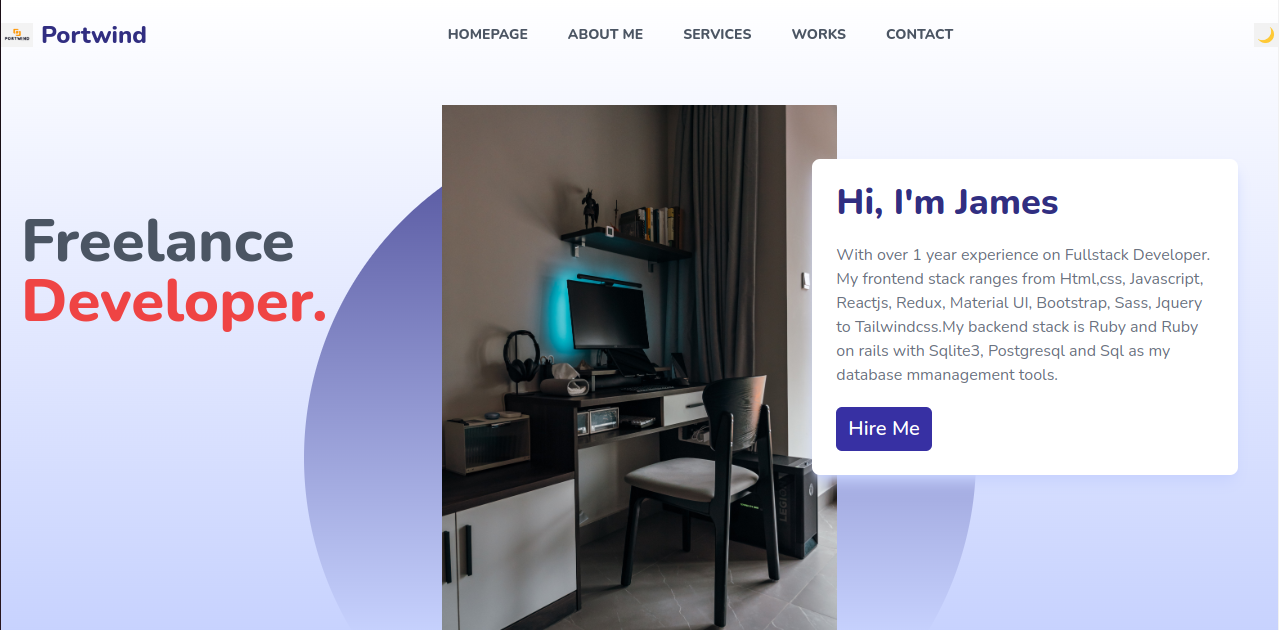 PORTWIND
Portwind
HOMEPAGE
ABOUT ME
SERVICES
WORKS
CONTACT
Freelance
Developer.
Hi, I'm James
With over 1 year experience on Fullstack Developer.
My frontend stack ranges from Html,css, Javascript,
Reactjs, Redux, Material UI, Bootstrap, Sass, Jquery
to Tailwindcss.My backend stack is Ruby and Ruby
on rails with Sqlite3, Postgresql and Sql as my
database mmanagement tools.
Hire Me
LEGION